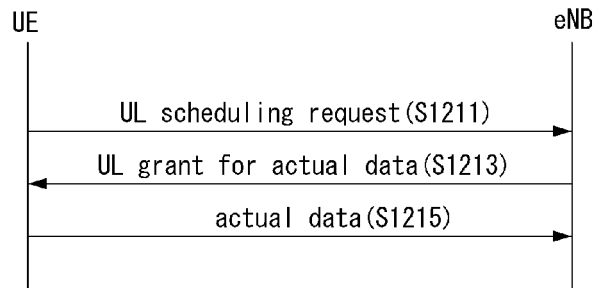 UE
eNB
UL scheduling request(S1211)
UL grant for actual data(S1213)
actual data(S1215)